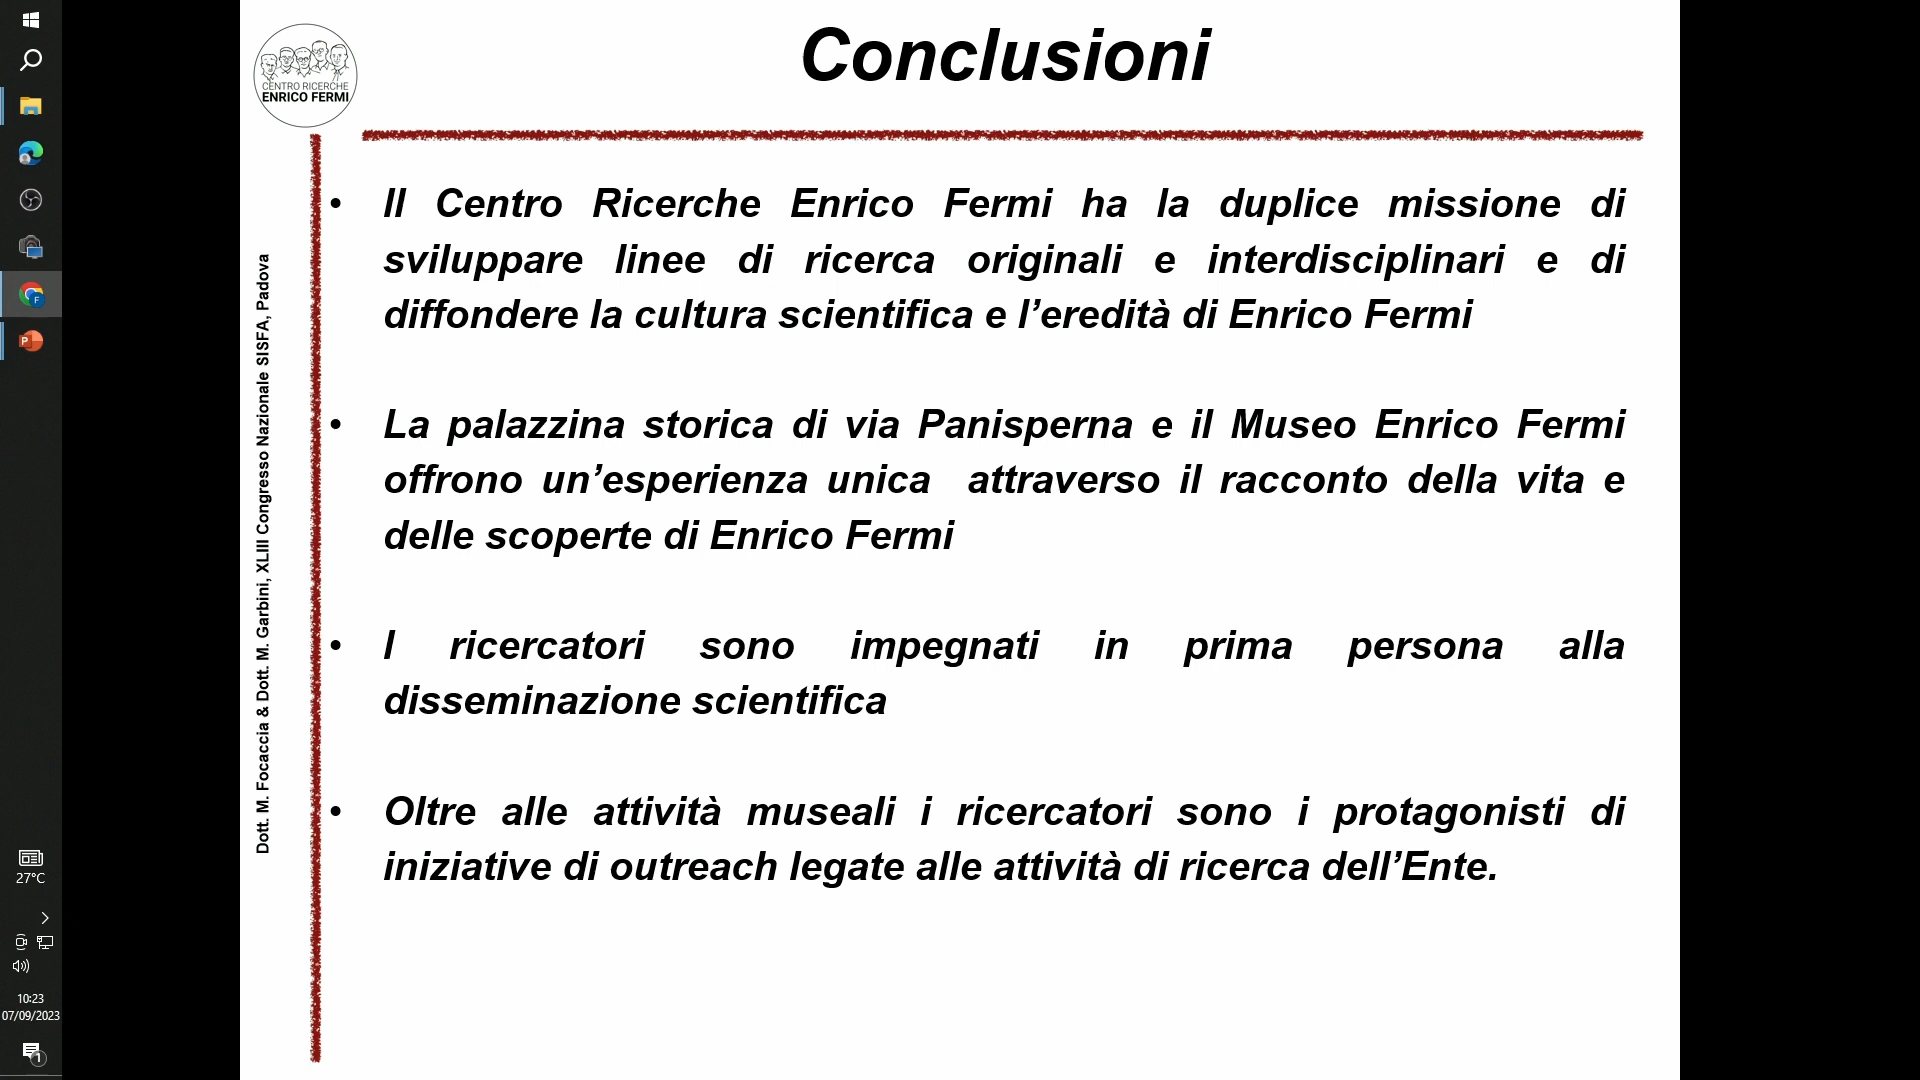 Conclusioni
CENTRO RICERCHE
ENRICO FERMI
Dott. M. Focaccia & Dott. M. Garbini, XLIII Congresso Nazionale SISFA, Padova
• Il Centro Ricerche Enrico Fermi ha la duplice missione di
sviluppare linee di ricerca originali e interdisciplinari e di
diffondere la cultura scientifica e l’eredità di Enrico Fermi
• La palazzina storica di via Panisperna e il Museo Enrico Fermi
offrono un’esperienza unica  attraverso il racconto della vita e
delle scoperte di Enrico Fermi
• I ricercatori sono impegnati in prima persona alla
disseminazione scientifica
• Oltre alle attività museali i ricercatori sono i protagonisti di
iniziative di outreach legate alle attività di ricerca dell’Ente.
27°C
10:23
07/09/2023
1